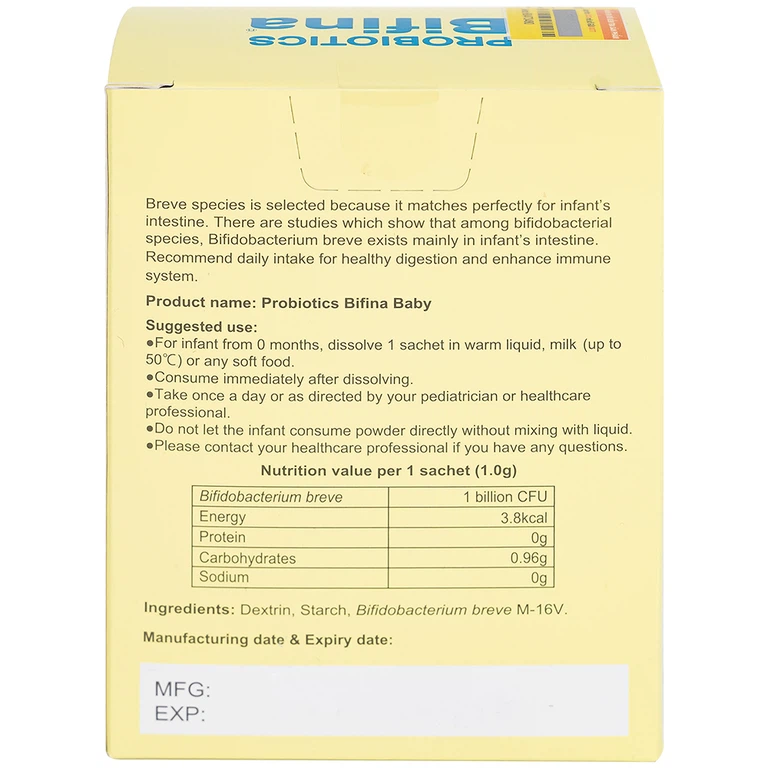 PROBIOTICS
Bifina®
Breve species is selected because it matches perfectly for infant's
intestine. There are studies which show that among bifidobacterial
species, Bifidobacterium breve exists mainly in infant's intestine.
Recommend daily intake for healthy digestion and enhance immune
system.
Product name: Probiotics Bifina Baby
Suggested use:
●For infant from 0 months, dissolve 1 sachet in warm liquid, milk (up to
50℃) or any soft food.
●Consume immediately after dissolving.
●Take once a day or as directed by your pediatrician or healthcare
professional.
●Do not let the infant consume powder directly without mixing with liquid.
●Please contact your healthcare professional if you have any questions.
Nutrition value per 1 sachet (1.0g)
Bifidobacterium breve 1 billion CFU
Energy 3.8kcal
Protein 0g
Carbohydrates 0.96g
Sodium 0g
Ingredients: Dextrin, Starch, Bifidobacterium breve M-16V.
Manufacturing date & Expiry date:
MFG:
EXP: